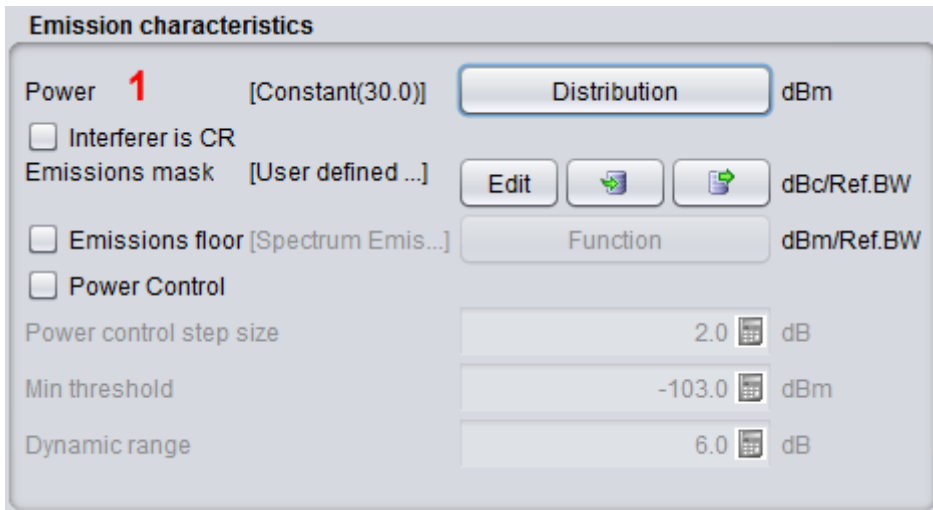 Emission characteristics
Power 1 [Constant(30.0)] Distribution dBm
Interferer is CR
Emissions mask [User defined ...] Edit dBc/Ref.BW
Emissions floor [Spectrum Emis...] Function dBm/Ref.BW
Power Control
Power control step size 2.0 dB
Min threshold -103.0 dBm
Dynamic range 6.0 dB